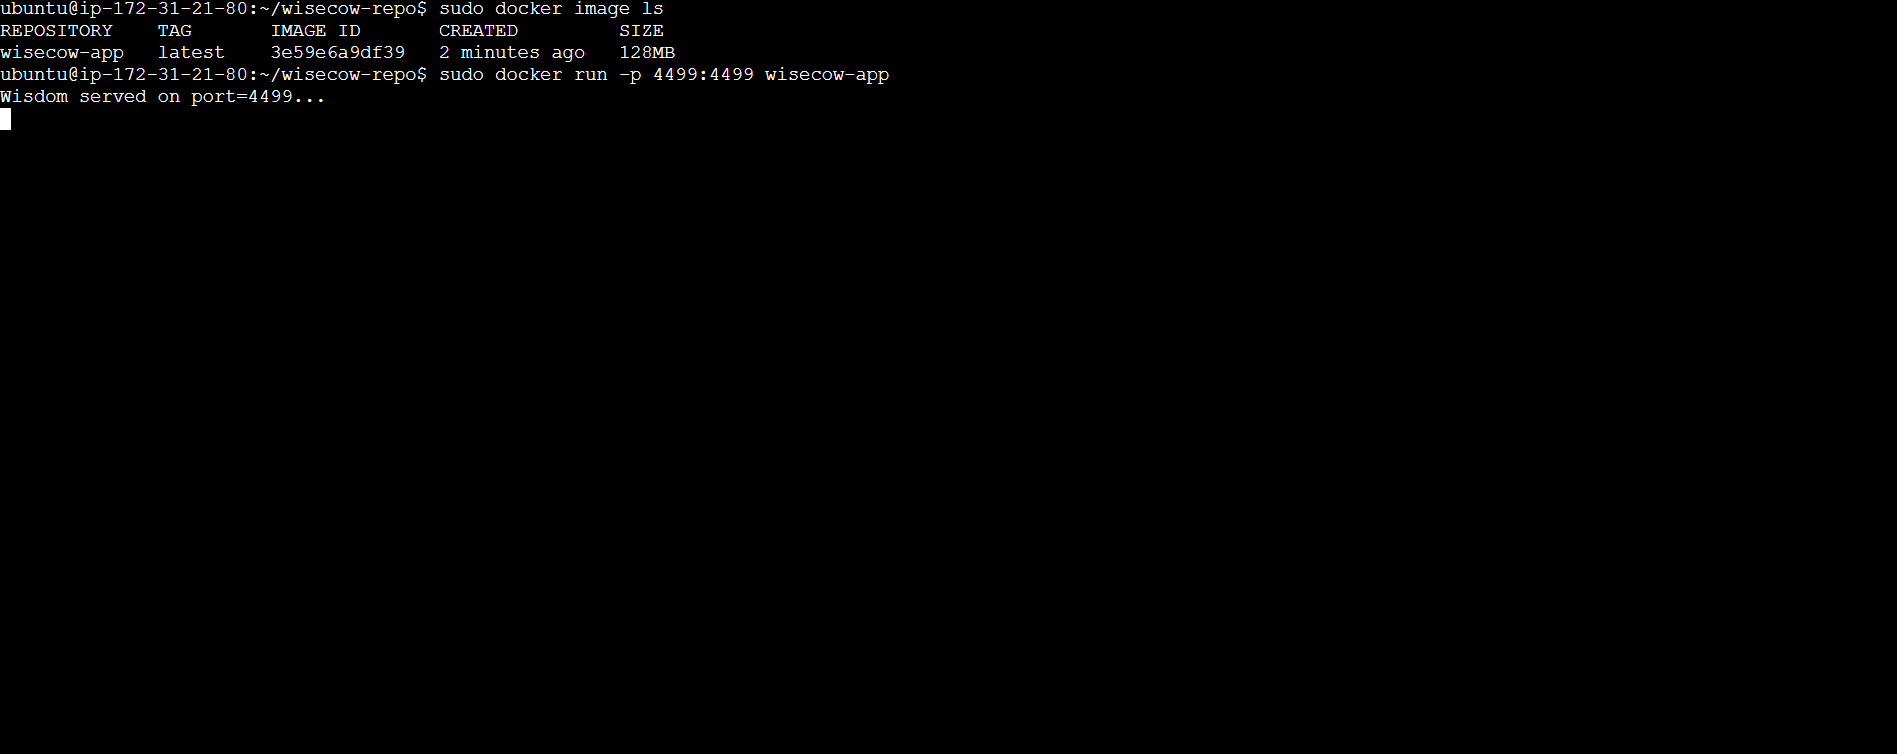 ubuntu@ip-172-31-21-80:~/wisecow-repo$ sudo docker image ls
REPOSITORY    TAG       IMAGE ID       CREATED         SIZE
wisecow-app   latest    3e59e6a9df39   2 minutes ago   128MB
ubuntu@ip-172-31-21-80:~/wisecow-repo$ sudo docker run -p 4499:4499 wisecow-app
Wisdom served on port=4499...